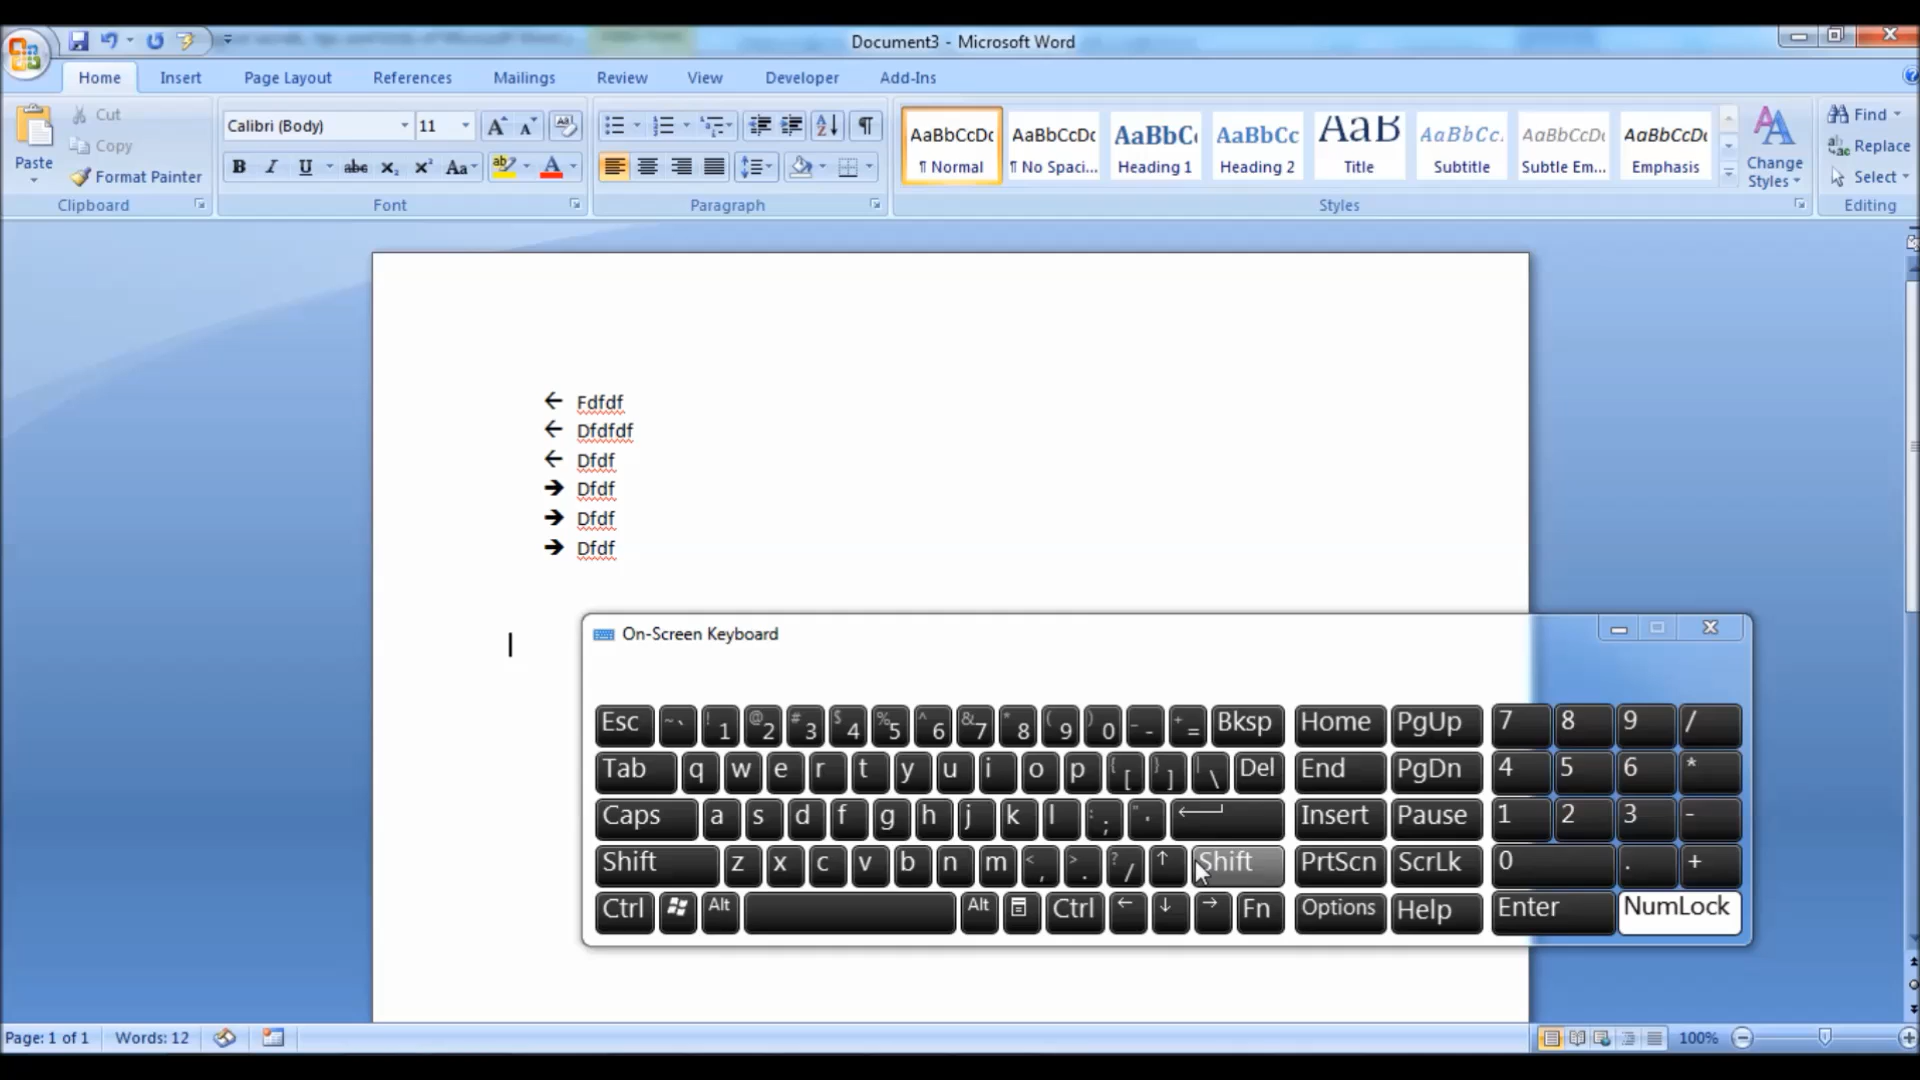 Document3 - Microsoft Word
Home Insert Page Layout References Mailings Review View Developer Add-Ins
Paste
Cut
Copy
Format Painter
Clipboard
Calibri (Body) 11
B I U abc x₂ x² Aa ab A
Font
Paragraph
AaBbCcDc AaBbCcDc AaBbC AaBbCc AaB AaBbCc. AaBbCcDc AaBbCcDc
¶ Normal ¶ No Spaci... Heading 1 Heading 2 Title Subtitle Subtle Em... Emphasis
Change
Styles
Styles
Find
Replace
Select
Editing
← Fdfdf
← Dfdfdf
← Dfdf
➔ Dfdf
➔ Dfdf
➔ Dfdf
On-Screen Keyboard
Esc ~ ` ! 1 @ 2 # 3 $ 4 % 5 ^ 6 & 7 * 8 ( 9 ) 0 _ - + = Bksp Home PgUp 7 8 9 /
Tab q w e r t y u i o p { [ } ] | \ Del End PgDn 4 5 6 *
Caps a s d f g h j k l : ; " ' Insert Pause 1 2 3 -
Shift z x c v b n m < , > . ? / ↑ Shift PrtScn ScrLk 0 . +
Ctrl Alt Alt Ctrl ← ↓ → Fn Options Help Enter NumLock
Page: 1 of 1 Words: 12 100%